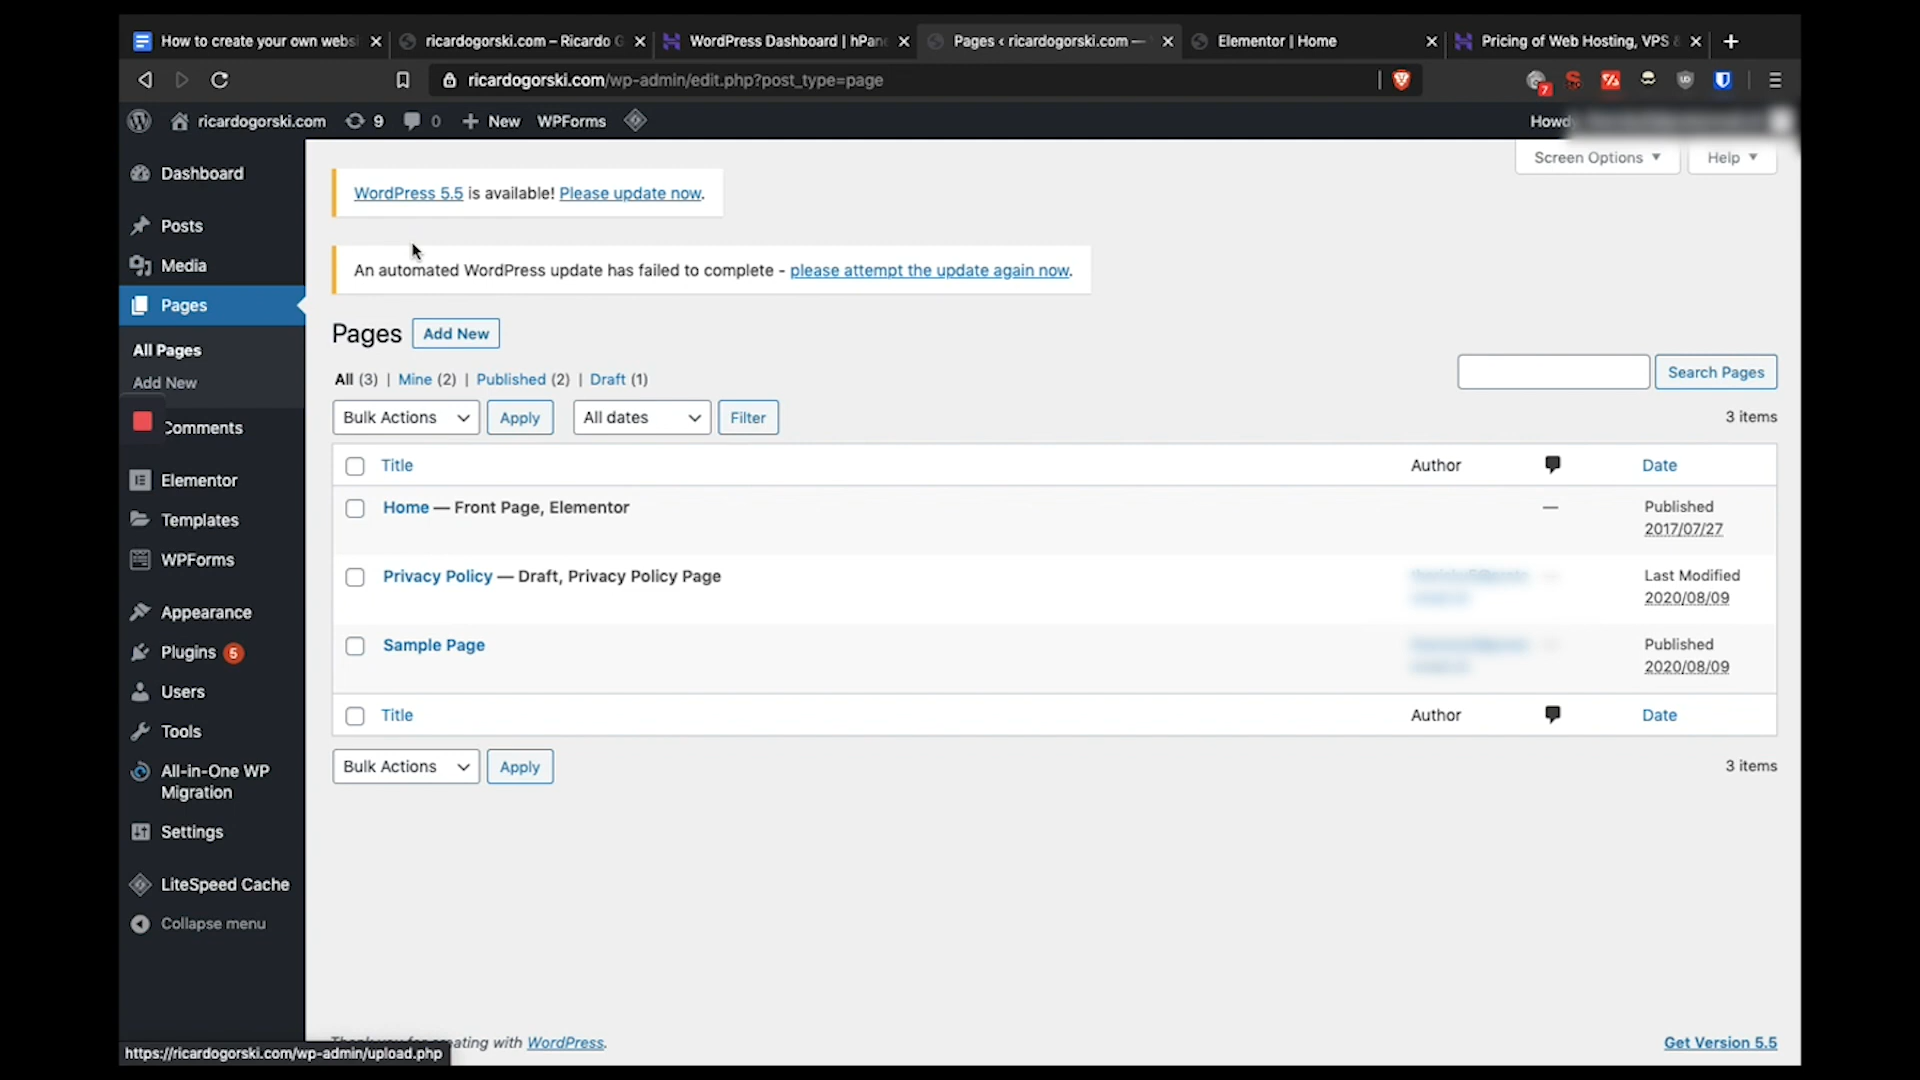 How to create your own webs
ricardogorski.com – Ricardo G
WordPress Dashboard | hPane
Pages ‹ ricardogorski.com —
Elementor | Home
Pricing of Web Hosting, VPS &
ricardogorski.com/wp-admin/edit.php?post_type=page
7
ricardogorski.com
9
0
New
WPForms
Howdy
Screen Options
Help
Dashboard
Posts
Media
Pages
All Pages
Add New
Comments
Elementor
Templates
WPForms
Appearance
Plugins 5
Users
Tools
All-in-One WP
Migration
Settings
LiteSpeed Cache
Collapse menu
WordPress 5.5 is available! Please update now.
An automated WordPress update has failed to complete - please attempt the update again now.
Pages Add New
All (3) | Mine (2) | Published (2) | Draft (1)
Search Pages
Bulk Actions Apply All dates Filter
3 items
Title Author Date
Home — Front Page, Elementor — Published
2017/07/27
Privacy Policy — Draft, Privacy Policy Page Last Modified
2020/08/09
Sample Page Published
2020/08/09
Title Author Date
Bulk Actions Apply
3 items
Thank you for creating with WordPress.
Get Version 5.5
https://ricardogorski.com/wp-admin/upload.php